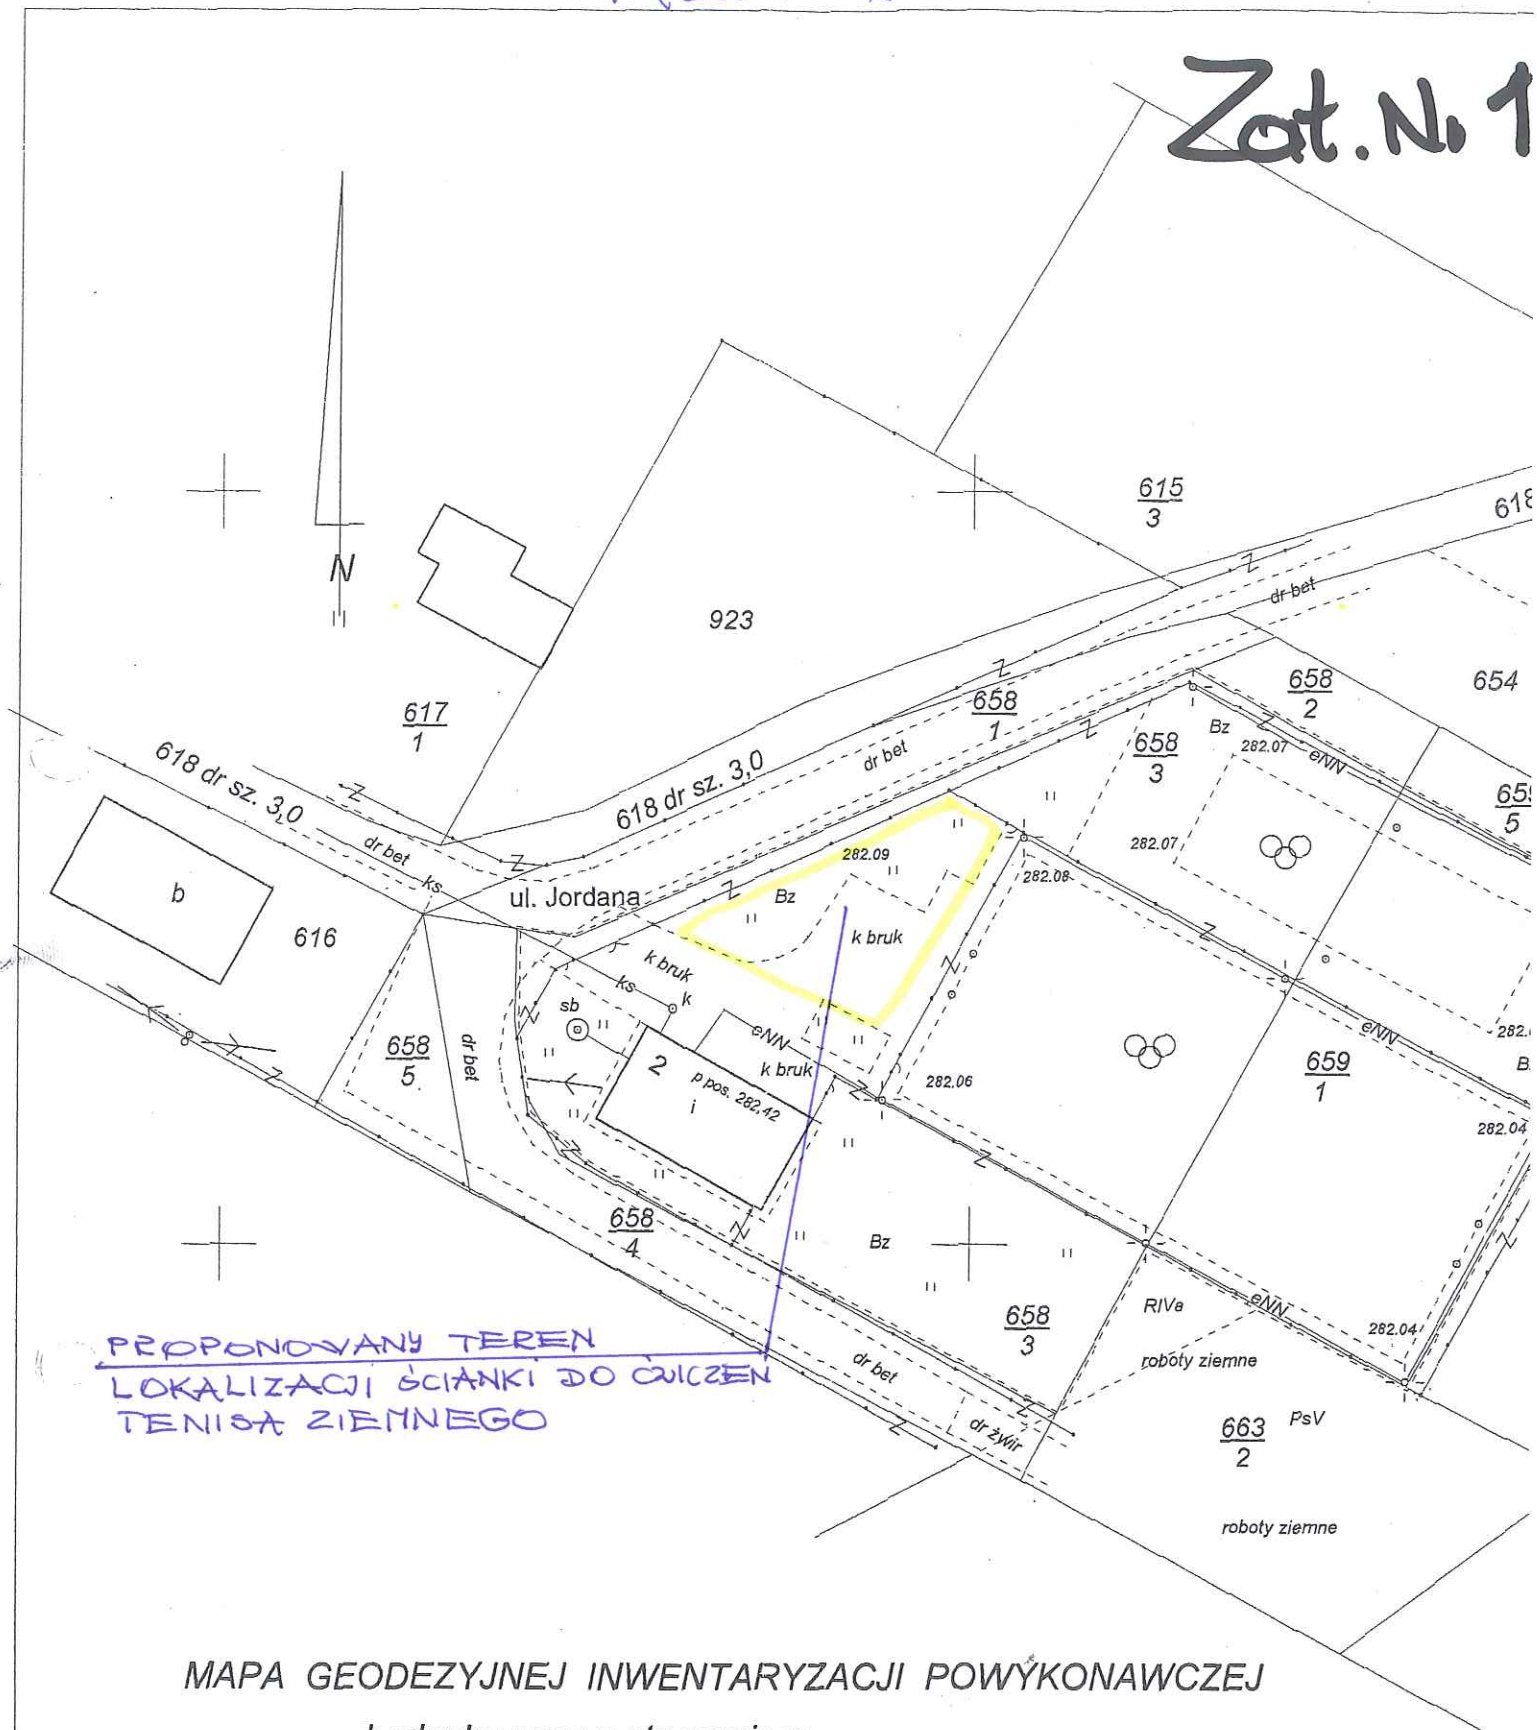 Zał. Nr 1
N
615
3
618
923
dr bet
617
1
658
1
658
2
654
618 dr sz. 3,0
618 dr sz. 3,0
dr bet
658
3
Bz
282.07
eNN
5
dr bet
ks
ul. Jordana
282.09
282.07
282.08
b
616
Bz
k bruk
k bruk
ks
k
sb
658
5
dr bet
eNN
k bruk
2
p pos. 282.42
i
282.06
659
1
eNN
282.04
658
4
Bz
658
3
RIVa
eNN
282.04
roboty ziemne
PROPONOWANY TEREN
LOKALIZACJI ŚCIANKI DO ĆWICZEŃ
TENISA ZIEMNEGO
dr bet
dr żwir
663
2
PsV
roboty ziemne
MAPA GEODEZYJNEJ INWENTARYZACJI POWYKONAWCZEJ